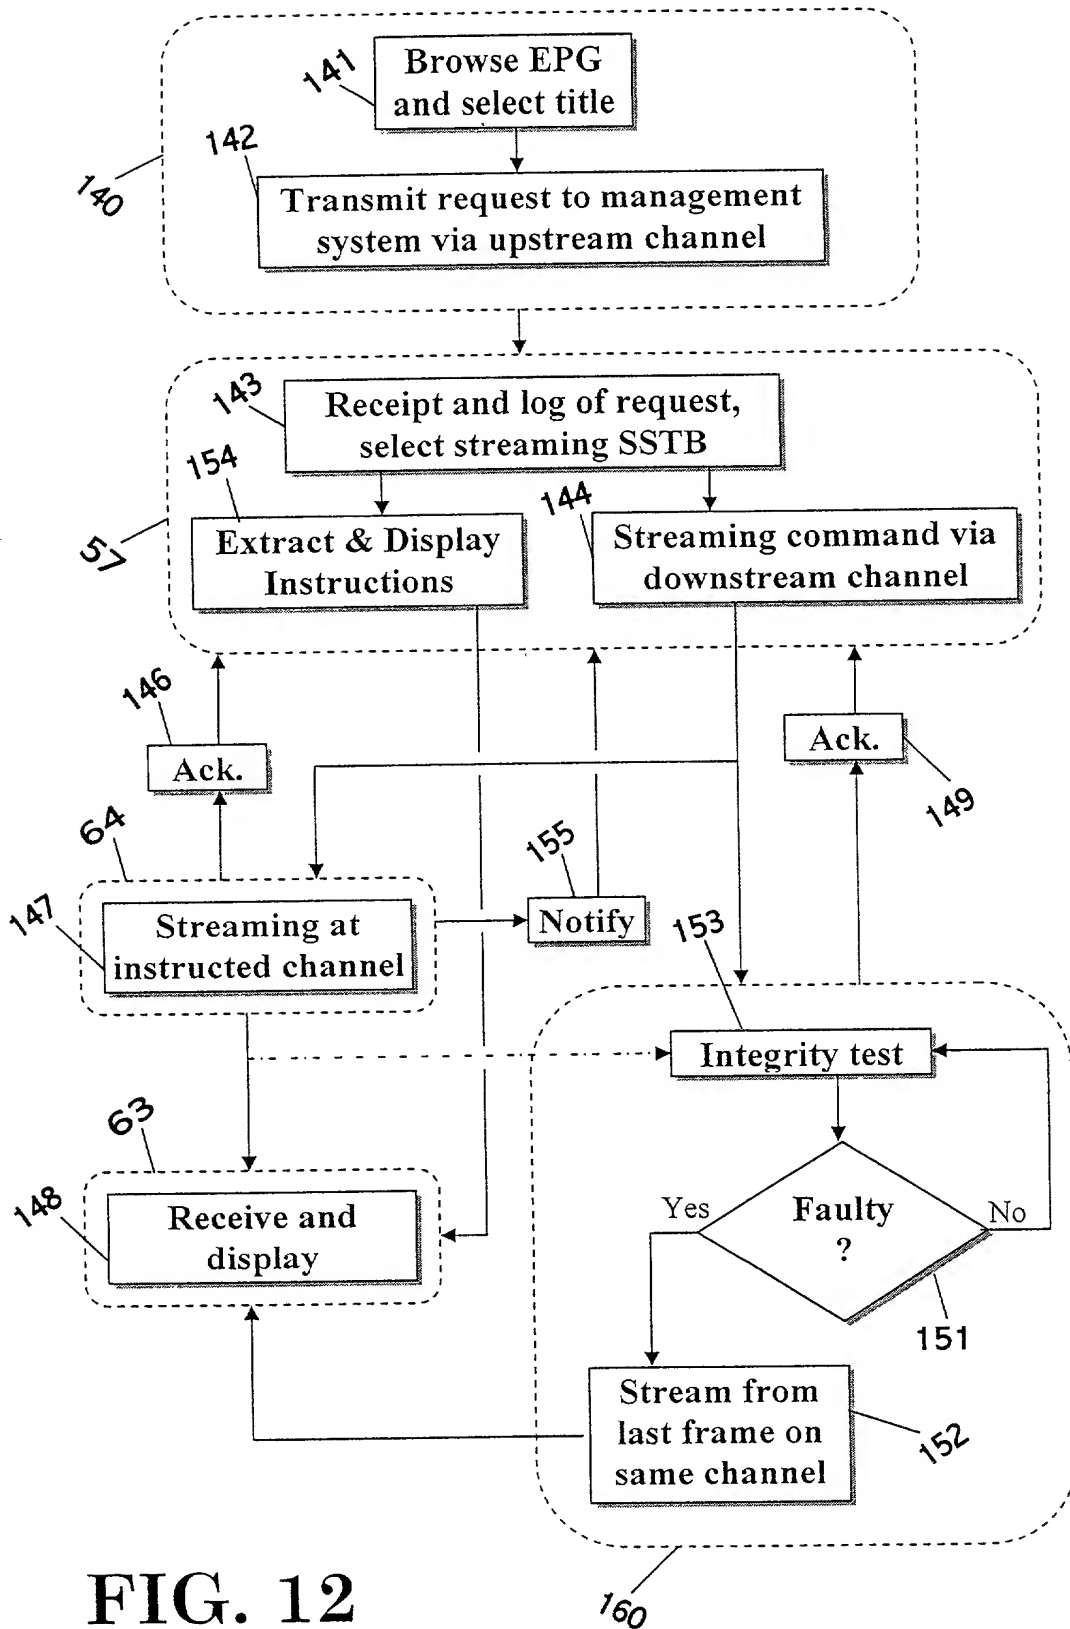 141
Browse EPG
and select title
142
140
Transmit request to management
system via upstream channel
143
Receipt and log of request,
select streaming SSTB
154
144
57
Extract & Display
Instructions
Streaming command via
downstream channel
146
Ack.
Ack.
149
64
155
147
Streaming at
instructed channel
Notify
153
Integrity test
63
148
Receive and
display
Yes
Faulty
?
No
151
Stream from
last frame on
same channel
152
160
FIG. 12